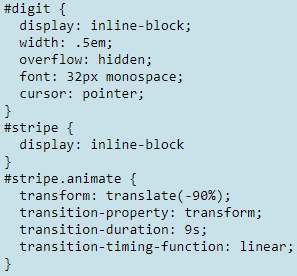 #digit {
  display: inline-block;
  width: .5em;
  overflow: hidden;
  font: 32px monospace;
  cursor: pointer;
}
#stripe {
  display: inline-block
}
#stripe.animate {
  transform: translate(-90%);
  transition-property: transform;
  transition-duration: 9s;
  transition-timing-function: linear;
}